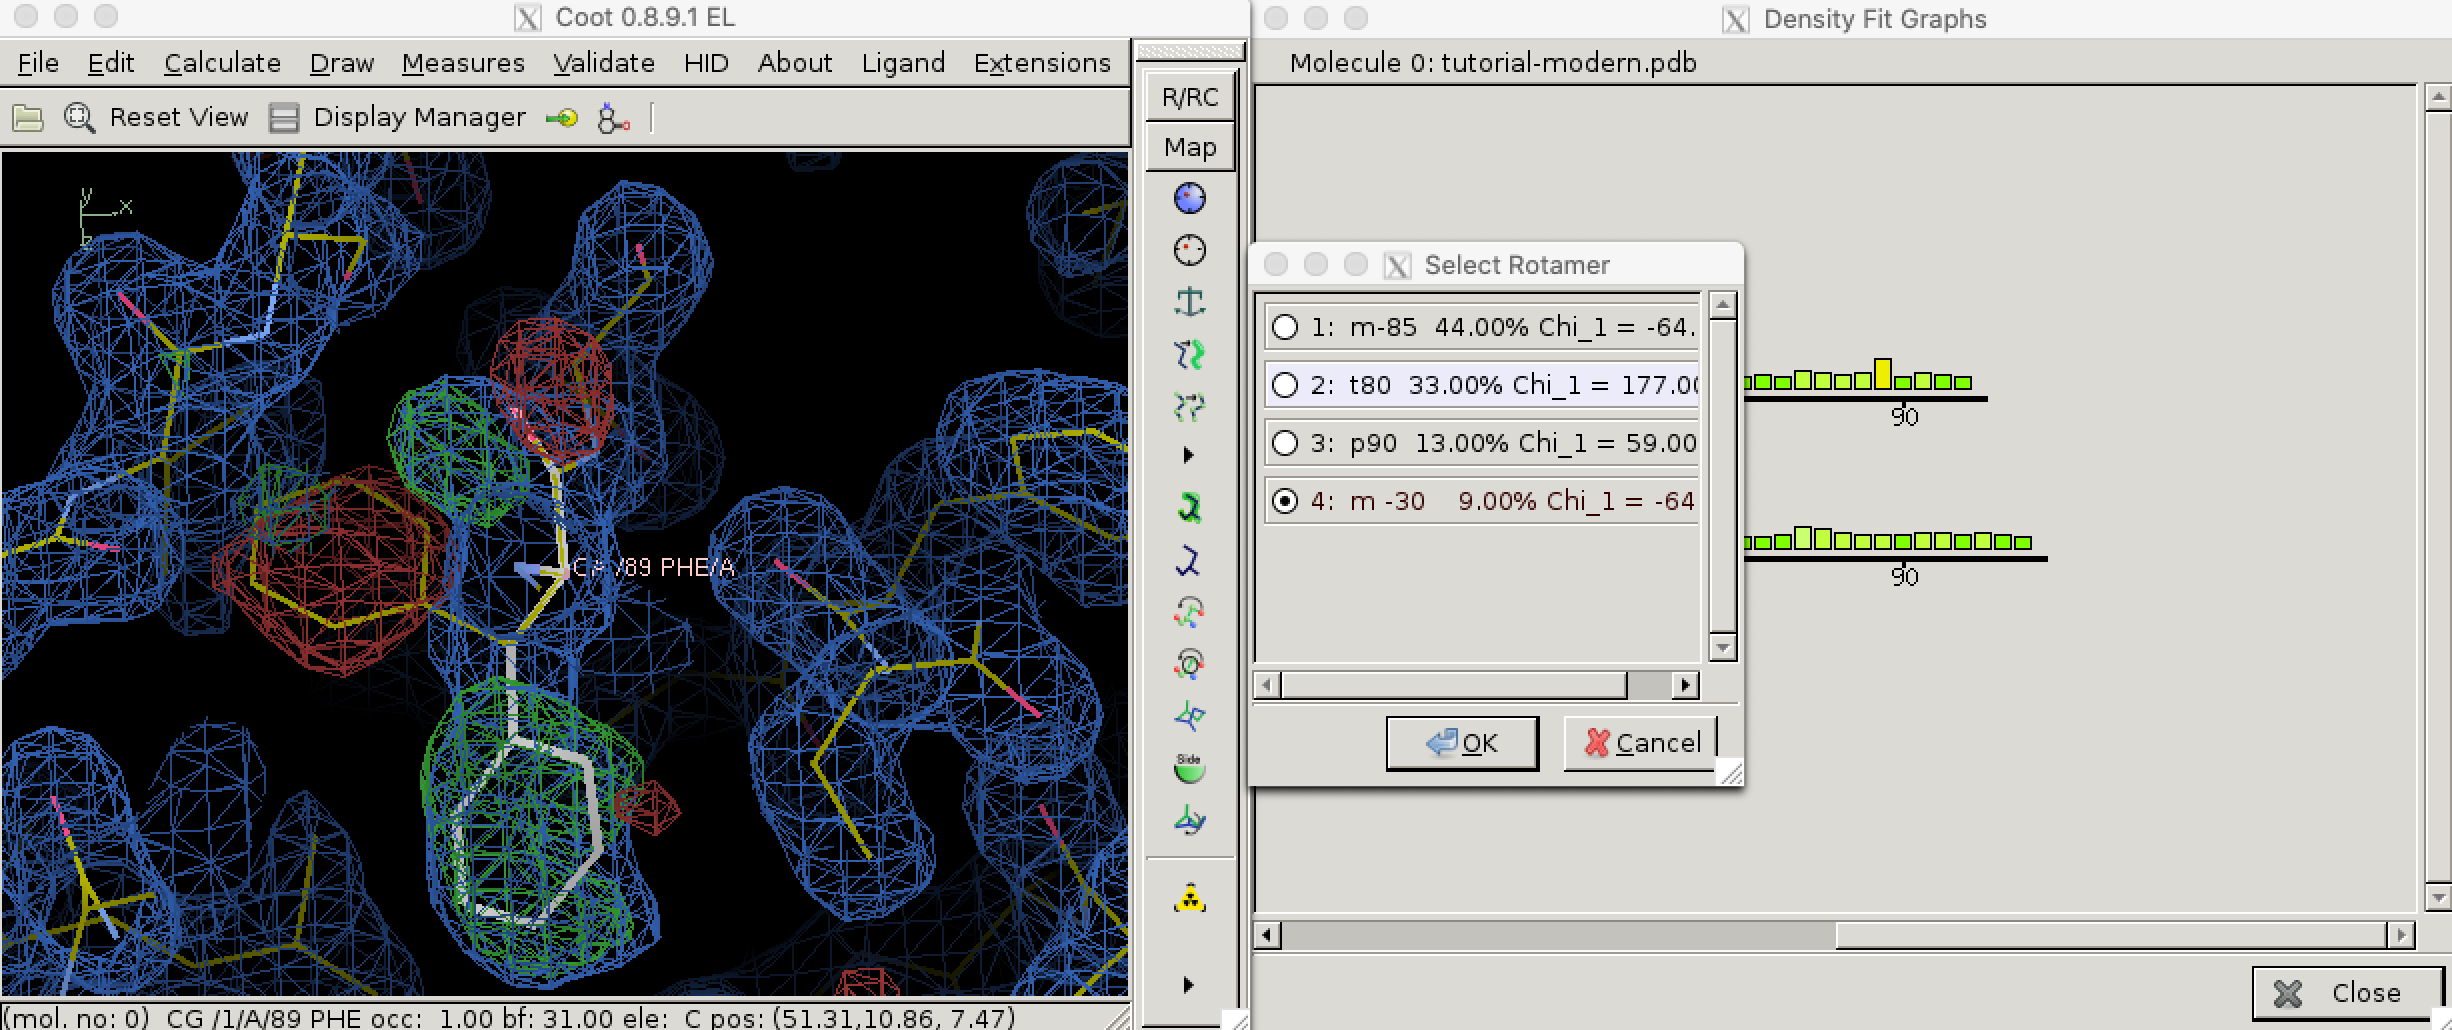 Coot 0.8.9.1 EL
File Edit Calculate Draw Measures Validate HID About Ligand Extensions
Reset View Display Manager
R/RC
Map
y
x
CA /89 PHE/A
Side
(mol. no: 0) CG /1/A/89 PHE occ: 1.00 bf: 31.00 ele: C pos: (51.31,10.86, 7.47)
Density Fit Graphs
Molecule 0: tutorial-modern.pdb
90
90
Select Rotamer
1: m-85 44.00% Chi_1 = -64.
2: t80 33.00% Chi_1 = 177.00
3: p90 13.00% Chi_1 = 59.00
4: m -30 9.00% Chi_1 = -64
OK Cancel
Close